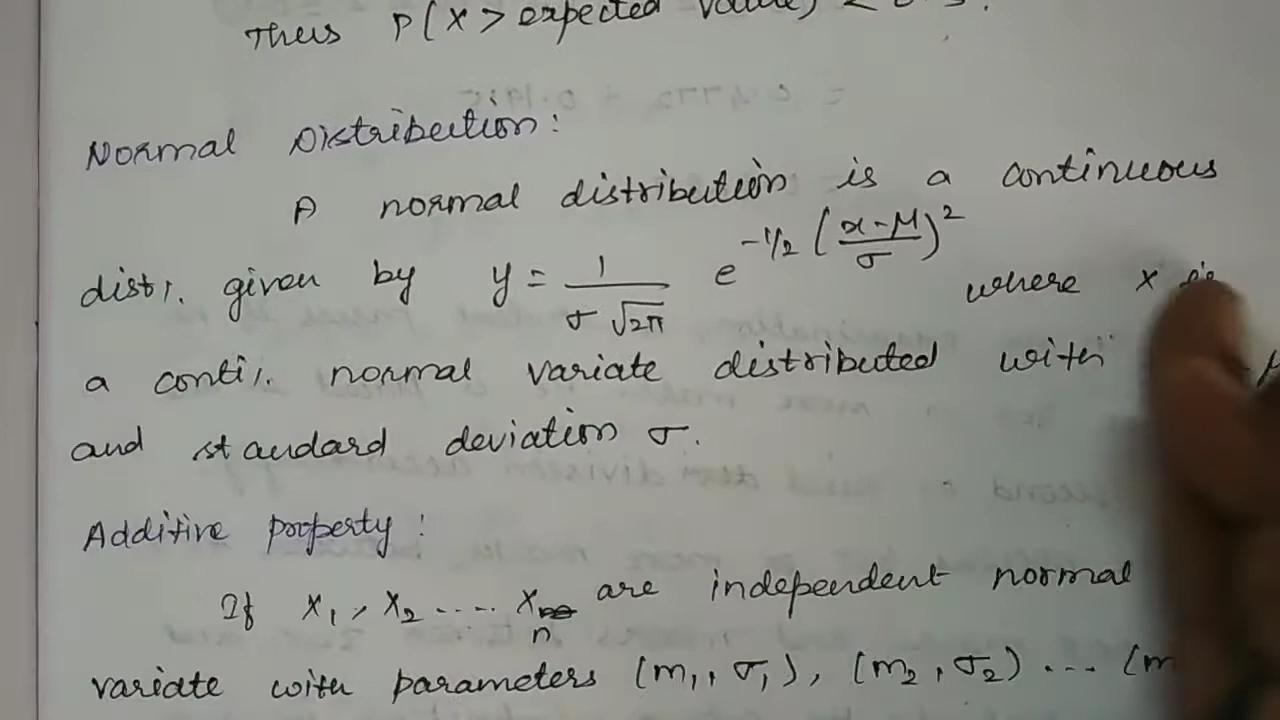 Thus P(X > expected value) <
Normal Distribution:
A normal distribution is a continuous
distr. given by y = 1/(σ √2π) e^(-1/2 ((x-μ)/σ)^2) where x is
a conti). normal variate distributed with
and standard deviation σ.
Additive property:
If X1, X2 .... Xn are independent normal
variate with parameters (m1, σ1), (m2, σ2) ... (m